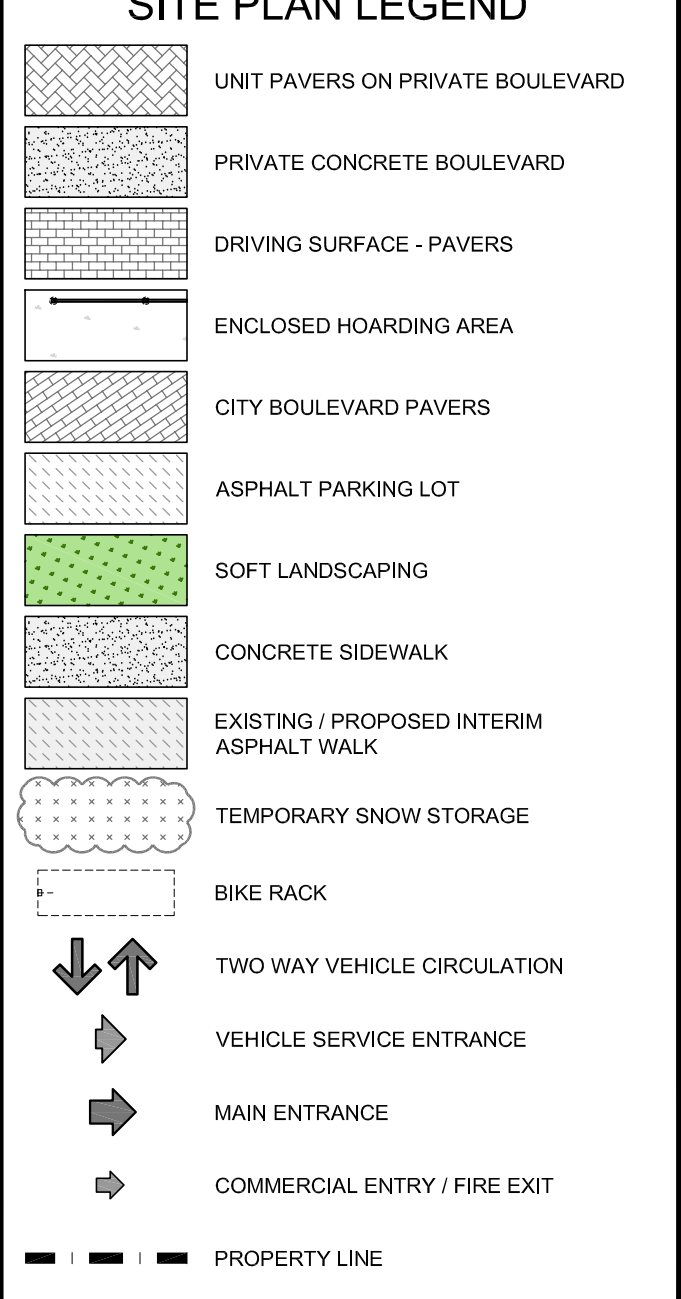 SITE PLAN LEGEND
UNIT PAVERS ON PRIVATE BOULEVARD
PRIVATE CONCRETE BOULEVARD
DRIVING SURFACE - PAVERS
ENCLOSED HOARDING AREA
CITY BOULEVARD PAVERS
ASPHALT PARKING LOT
SOFT LANDSCAPING
CONCRETE SIDEWALK
EXISTING / PROPOSED INTERIM
ASPHALT WALK
TEMPORARY SNOW STORAGE
BIKE RACK
TWO WAY VEHICLE CIRCULATION
VEHICLE SERVICE ENTRANCE
MAIN ENTRANCE
COMMERCIAL ENTRY / FIRE EXIT
PROPERTY LINE